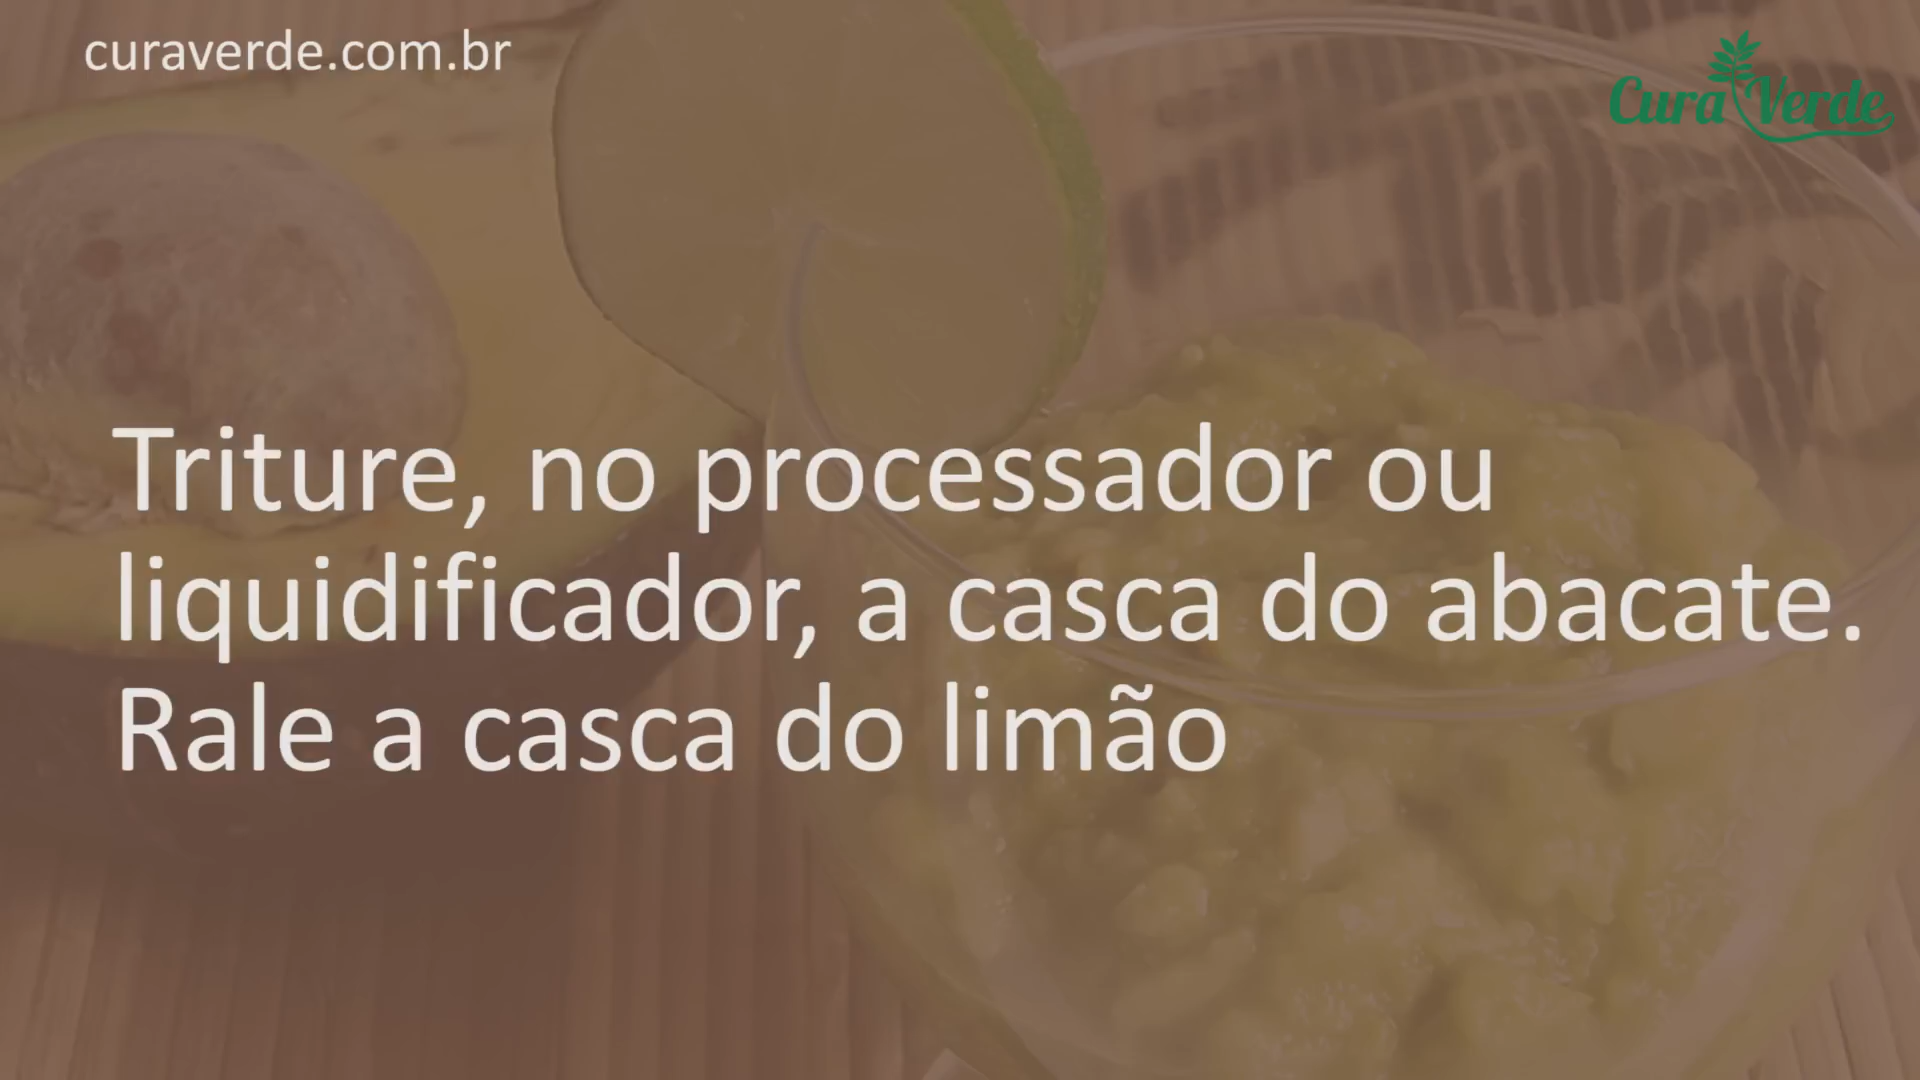 curaverde.com.br
Cura Verde
Triture, no processador ou
liquidificador, a casca do abacate.
Rale a casca do limão